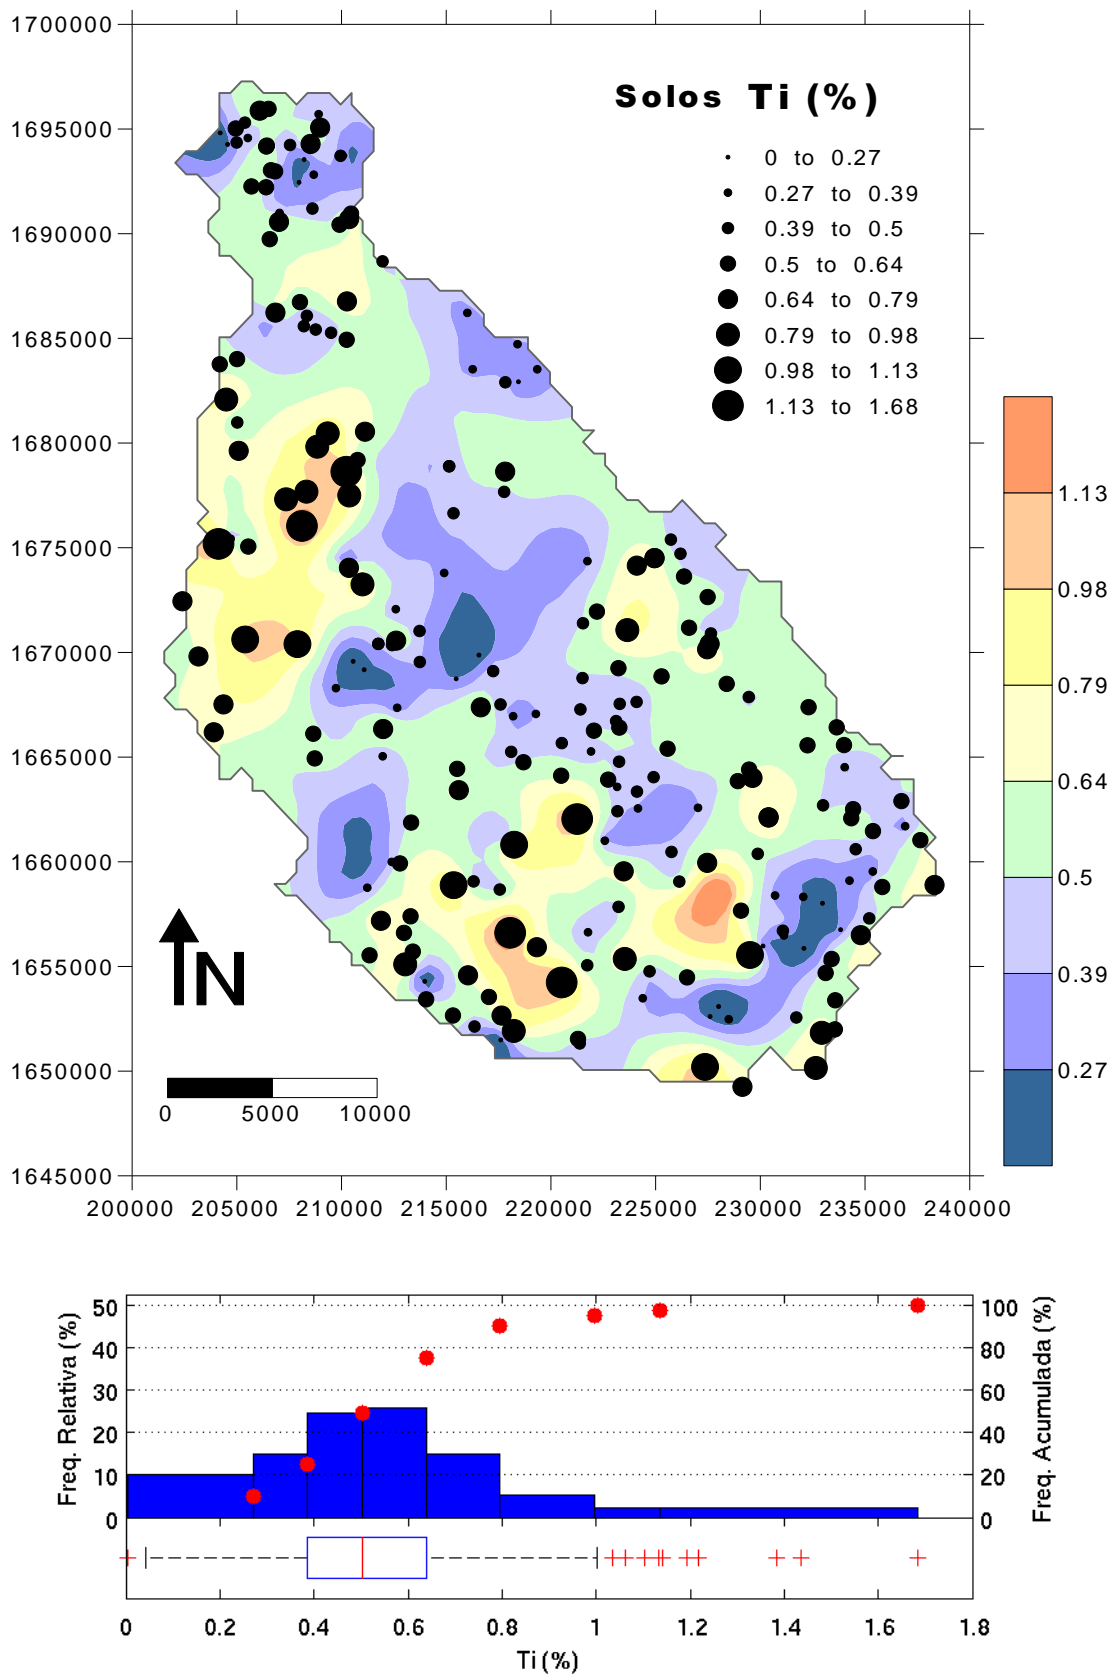 1700000
Solos Ti (%)
1695000
0 to 0.27
0.27 to 0.39
1690000
0.39 to 0.5
0.5 to 0.64
0.64 to 0.79
1685000
0.79 to 0.98
0.98 to 1.13
1.13 to 1.68
1680000
1.13
1675000
0.98
1670000
0.79
1665000
0.64
1660000
0.5
1655000
0.39
N
1650000
0.27
0 5000 10000
1645000
200000 205000 210000 215000 220000 225000 230000 235000 240000
50 100
40 80
30 60
20 40
10 20
0 0
Freq. Relativa (%)
Freq. Acumulada (%)
0 0.2 0.4 0.6 0.8 1 1.2 1.4 1.6 1.8
Ti (%)